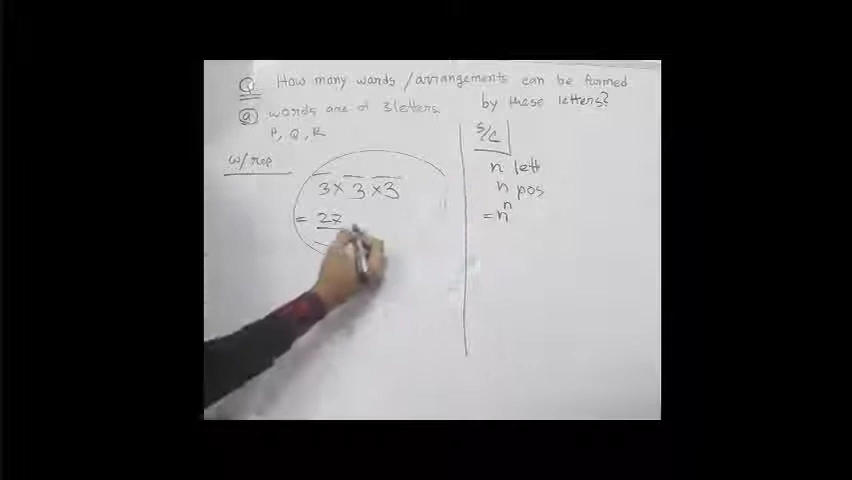 Q How many words / arrangements can be formed
by these letters?
a words are of 3 letters.
P, Q, R
w/ rep
3 × 3 × 3
= 27
S/C
n lett
n pos
= n^n